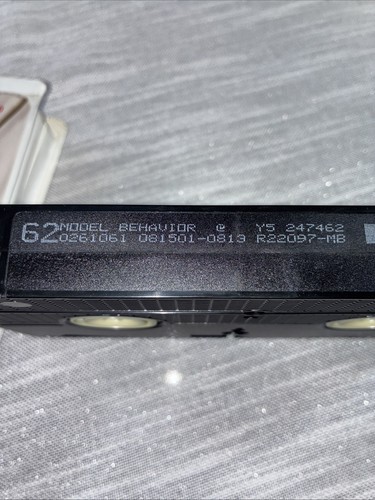 62 MODEL BEHAVIOR @ Y5 247462
0261061 081501-0813 R22097-MB